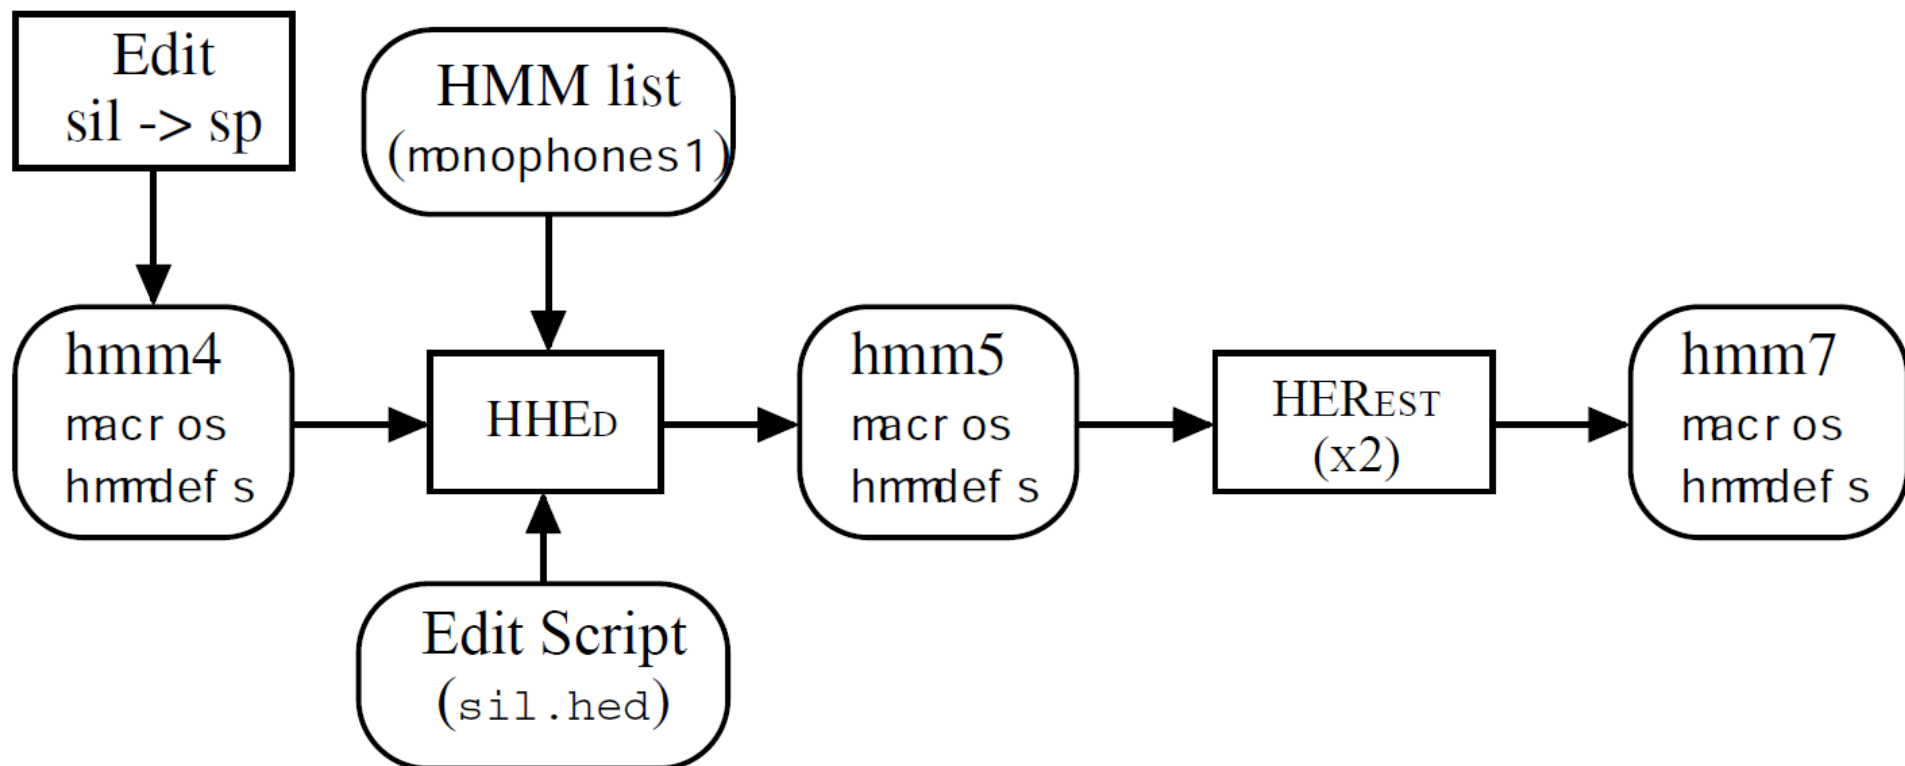 Edit
sil -> sp
HMM list
(monophones1)
hmm4
macros
hmmdefs
HHED
hmm5
macros
hmmdefs
HEREST
(x2)
hmm7
macros
hmmdefs
Edit Script
(sil.hed)